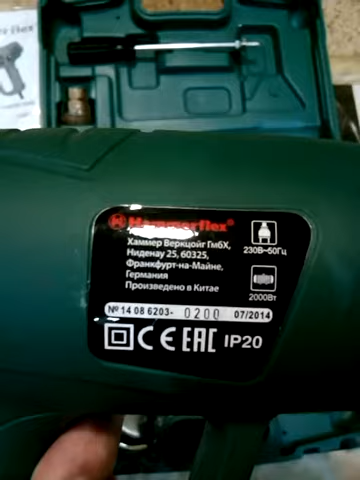 Hammerflex®
Хаммер Веркцойг ГмбХ,
Ниденау 25, 60325,
Франкфурт-на-Майне,
Германия
Произведено в Китае
230В~50Гц
2000Вт
№ 14 08 6203- 0200 07/2014
CE EAC IP20